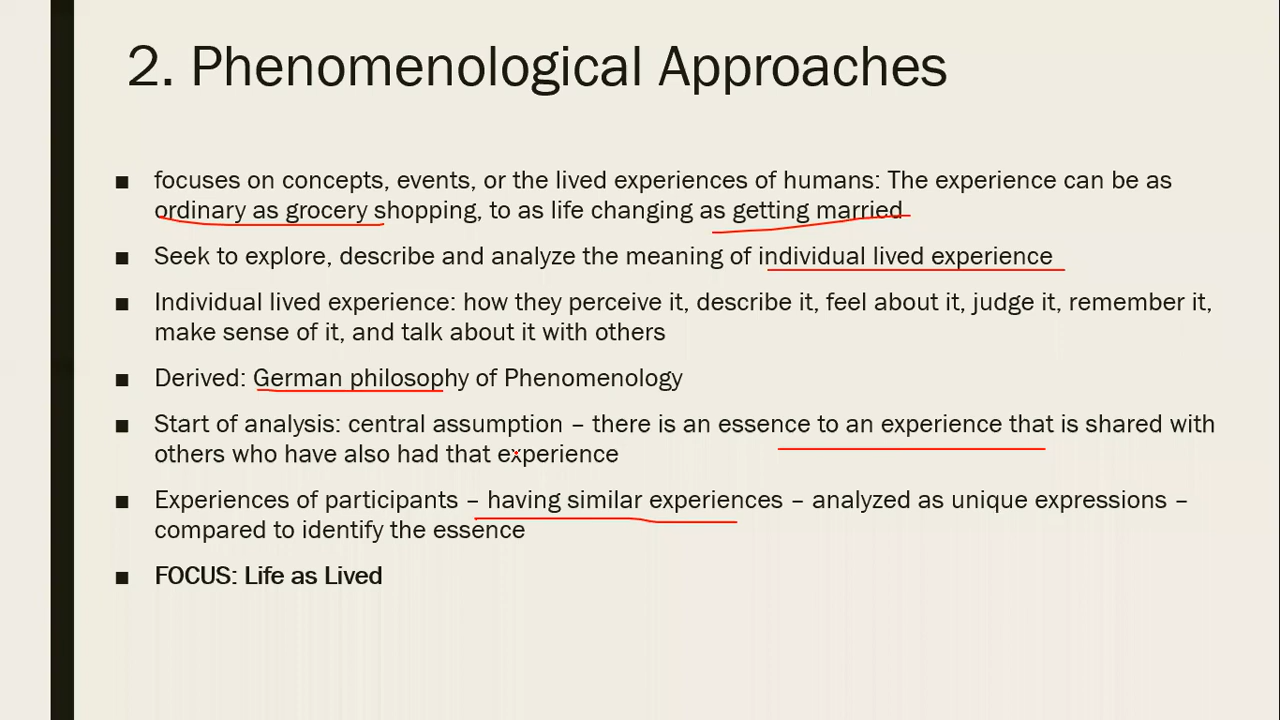 2. Phenomenological Approaches
■ focuses on concepts, events, or the lived experiences of humans: The experience can be as
ordinary as grocery shopping, to as life changing as getting married
■ Seek to explore, describe and analyze the meaning of individual lived experience
■ Individual lived experience: how they perceive it, describe it, feel about it, judge it, remember it,
make sense of it, and talk about it with others
■ Derived: German philosophy of Phenomenology
■ Start of analysis: central assumption – there is an essence to an experience that is shared with
others who have also had that experience
■ Experiences of participants – having similar experiences – analyzed as unique expressions –
compared to identify the essence
■ FOCUS: Life as Lived